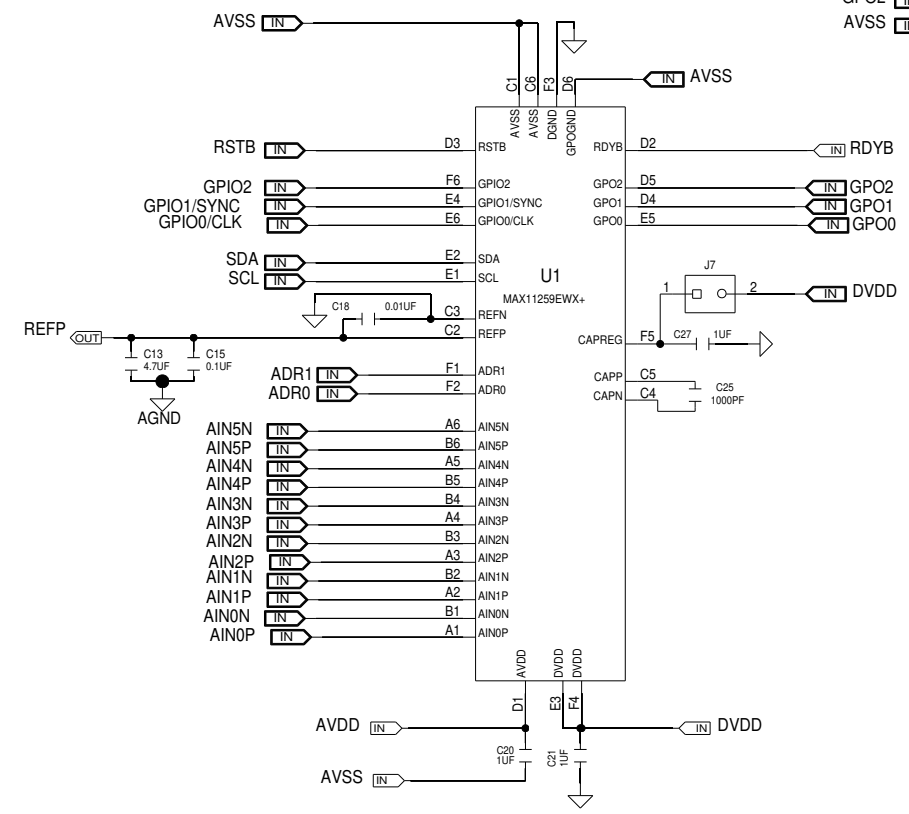 AVSS IN
GPO2 IN
AVSS IN
C1 C6 F3 D6
IN AVSS
AVSS AVSS DGND GPOGND
RSTB IN D3 RSTB RDYB D2 IN RDYB
GPIO2 IN F6 GPIO2 GPO2 D5 IN GPO2
GPIO1/SYNC IN E4 GPIO1/SYNC GPO1 D4 IN GPO1
GPIO0/CLK IN E6 GPIO0/CLK GPO0 E5 IN GPO0
SDA IN E2 SDA
SCL IN E1 SCL
U1
MAX11259EWX+
J7
1 2 IN DVDD
C18 0.01UF C3 REFN
REFP OUT C2 REFP
CAPREG F5 C27 1UF
C13 4.7UF
C15 0.1UF
AGND
ADR1 IN F1 ADR1
ADR0 IN F2 ADR0
CAPP C5
CAPN C4
C25
1000PF
AIN5N IN A6 AIN5N
AIN5P IN B6 AIN5P
AIN4N IN A5 AIN4N
AIN4P IN B5 AIN4P
AIN3N IN B4 AIN3N
AIN3P IN A4 AIN3P
AIN2N IN B3 AIN2N
AIN2P IN A3 AIN2P
AIN1N IN B2 AIN1N
AIN1P IN A2 AIN1P
AIN0N IN B1 AIN0N
AIN0P IN A1 AIN0P
AVDD DVDD DVDD
D1 E3 F4
AVDD IN
IN DVDD
C20
1UF
C21
1UF
AVSS IN